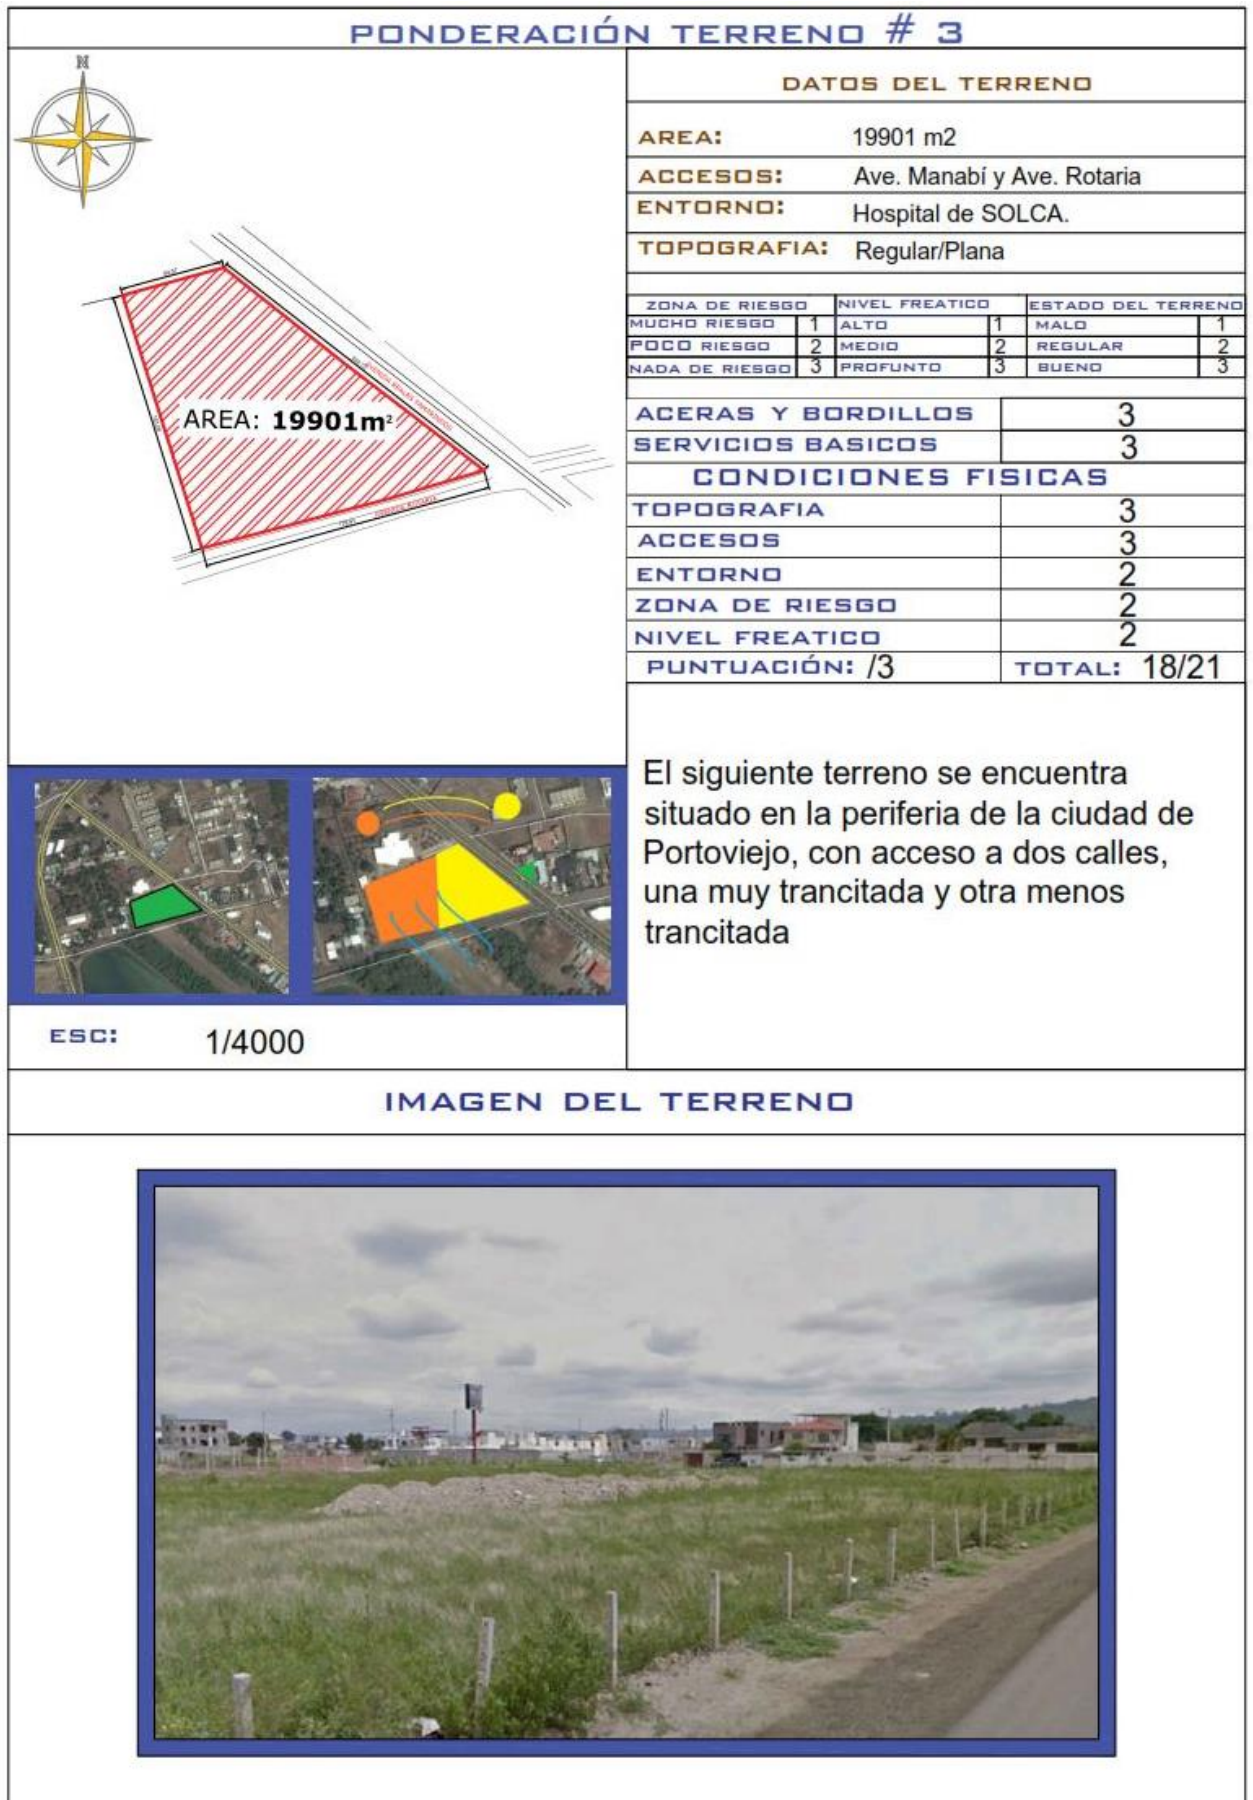 PONDERACIÓN TERRENO # 3
N
AREA: 19901m²
DATOS DEL TERRENO
AREA: 19901 m2
ACCESOS: Ave. Manabí y Ave. Rotaria
ENTORNO: Hospital de SOLCA.
TOPOGRAFIA: Regular/Plana
ZONA DE RIESGO NIVEL FREATICO ESTADO DEL TERRENO
MUCHO RIESGO 1 ALTO 1 MALO 1
POCO RIESGO 2 MEDIO 2 REGULAR 2
NADA DE RIESGO 3 PROFUNTO 3 BUENO 3
ACERAS Y BORDILLOS 3
SERVICIOS BASICOS 3
CONDICIONES FISICAS
TOPOGRAFIA 3
ACCESOS 3
ENTORNO 2
ZONA DE RIESGO 2
NIVEL FREATICO 2
PUNTUACIÓN: /3 TOTAL: 18/21
El siguiente terreno se encuentra
situado en la periferia de la ciudad de
Portoviejo, con acceso a dos calles,
una muy trancitada y otra menos
trancitada
ESC: 1/4000
IMAGEN DEL TERRENO